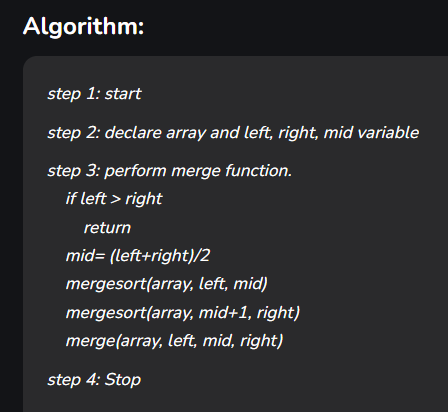 Algorithm:
step 1: start
step 2: declare array and left, right, mid variable
step 3: perform merge function.
if left > right
return
mid= (left+right)/2
mergesort(array, left, mid)
mergesort(array, mid+1, right)
merge(array, left, mid, right)
step 4: Stop